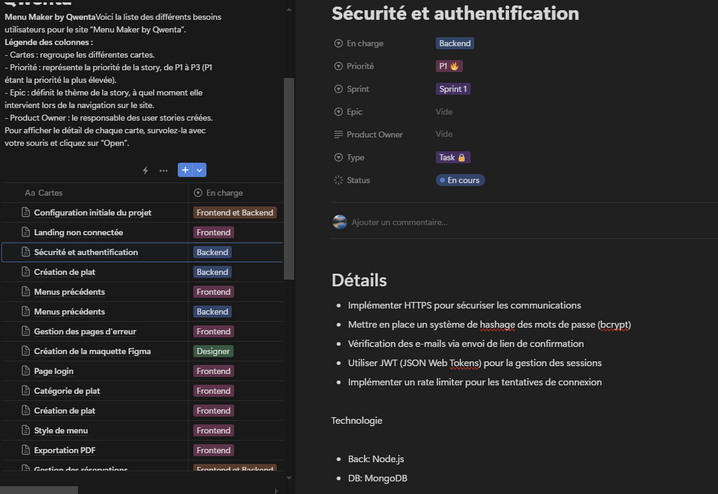 Qwenta
Menu Maker by QwentaVoici la liste des différents besoins
utilisateurs pour le site "Menu Maker by Qwenta".
Légende des colonnes :
- Cartes : regroupe les différentes cartes.
- Priorité : représente la priorité de la story, de P1 à P3 (P1
étant la priorité la plus élevée).
- Epic : définit le thème de la story, à quel moment elle
intervient lors de la navigation sur le site.
- Product Owner : le responsable des user stories créées.
Pour afficher le détail de chaque carte, survolez-la avec
votre souris et cliquez sur "Open".
Aa Cartes En charge
Configuration initiale du projet Frontend et Backend
Landing non connectée Frontend
Sécurité et authentification Backend
Création de plat Backend
Menus précédents Frontend
Menus précédents Backend
Gestion des pages d'erreur Frontend
Création de la maquette Figma Designer
Page login Frontend
Catégorie de plat Frontend
Création de plat Frontend
Style de menu Frontend
Exportation PDF Frontend
Gestion des réservations Frontend et Backend
Sécurité et authentification
En charge Backend
Priorité P1 🔥
Sprint Sprint 1
Epic Vide
Product Owner Vide
Type Task 🔒
Status En cours
Ajouter un commentaire...
Détails
• Implémenter HTTPS pour sécuriser les communications
• Mettre en place un système de hashage des mots de passe (bcrypt)
• Vérification des e-mails via envoi de lien de confirmation
• Utiliser JWT (JSON Web Tokens) pour la gestion des sessions
• Implémenter un rate limiter pour les tentatives de connexion
Technologie
• Back: Node.js
• DB: MongoDB